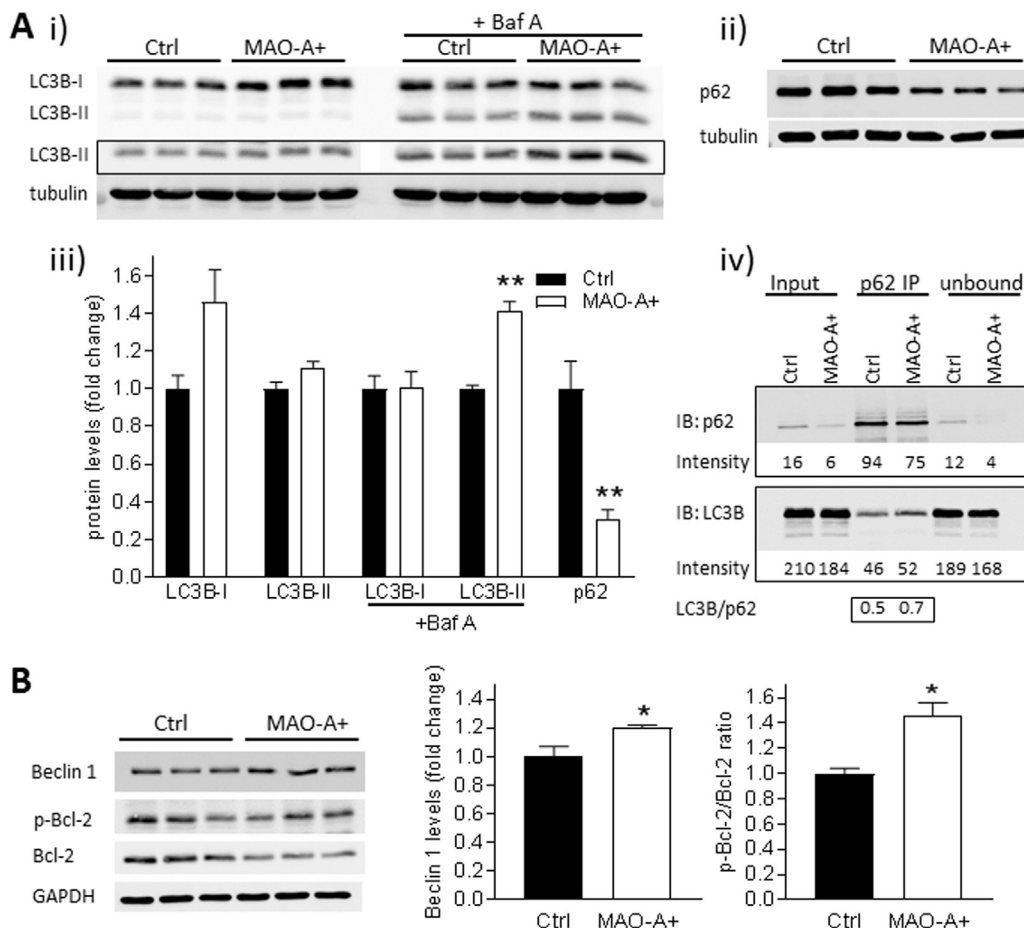 A i)
+ Baf A
Ctrl MAO-A+ Ctrl MAO-A+
LC3B-I
LC3B-II
LC3B-II
tubulin
ii)
Ctrl MAO-A+
p62
tubulin
iii)
protein levels (fold change)
1.6
1.4
1.2
1.0
0.8
0.6
0.4
0.2
0.0
**
**
Ctrl
MAO-A+
LC3B-I LC3B-II LC3B-I LC3B-II p62
+Baf A
iv)
Input p62 IP unbound
Ctrl MAO-A+ Ctrl MAO-A+ Ctrl MAO-A+
IB: p62
Intensity 16 6 94 75 12 4
IB: LC3B
Intensity 210 184 46 52 189 168
LC3B/p62 0.5 0.7
B
Ctrl MAO-A+
Beclin 1
p-Bcl-2
Bcl-2
GAPDH
Beclin 1 levels (fold change)
1.4
1.2
1.0
0.8
0.6
0.4
0.2
0.0
*
Ctrl MAO-A+
p-Bcl-2/Bcl-2 ratio
1.6
1.4
1.2
1.0
0.8
0.6
0.4
0.2
0.0
*
Ctrl MAO-A+